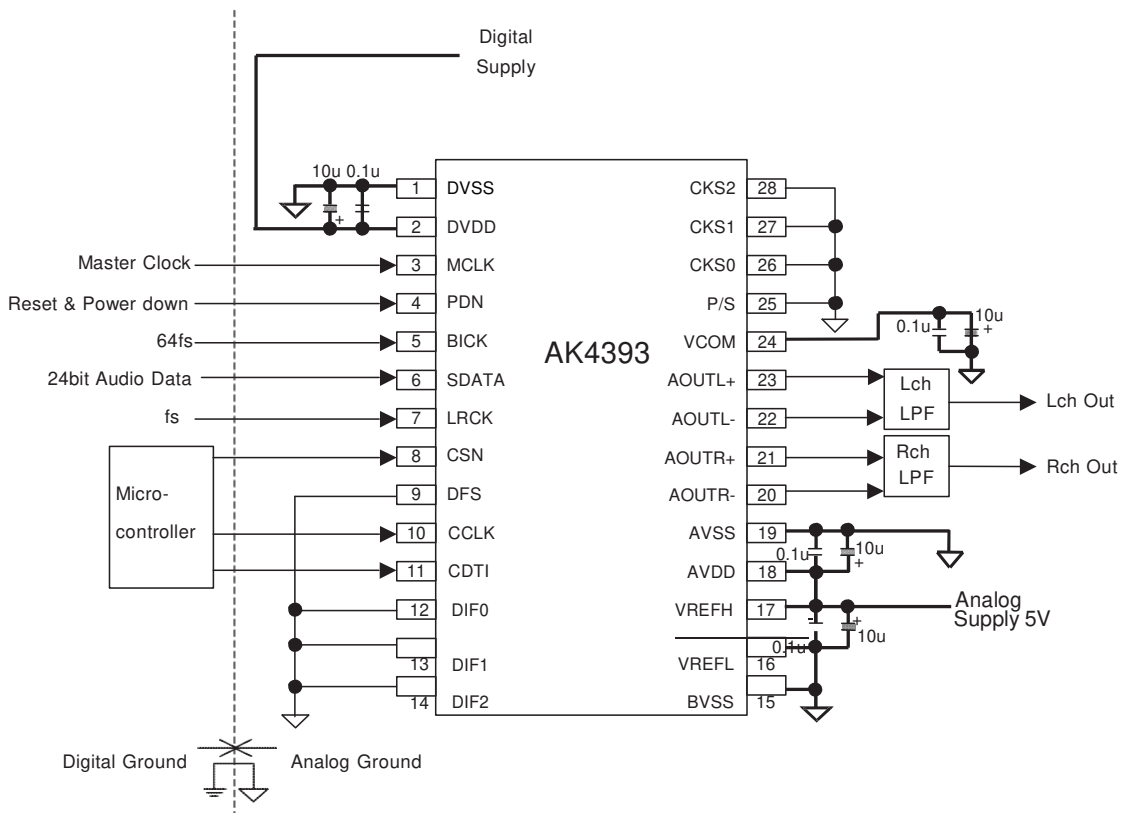 Digital
Supply
10u 0.1u
1 DVSS
2 DVDD
Master Clock 3 MCLK
Reset & Power down 4 PDN
64fs 5 BICK
24bit Audio Data 6 SDATA
fs 7 LRCK
8 CSN
Micro-
controller
9 DFS
10 CCLK
11 CDTI
12 DIF0
13 DIF1
14 DIF2
AK4393
CKS2 28
CKS1 27
CKS0 26
P/S 25
VCOM 24
0.1u 10u
+
AOUTL+ 23
AOUTL- 22
Lch
LPF
Lch Out
AOUTR+ 21
AOUTR- 20
Rch
LPF
Rch Out
AVSS 19
0.1u 10u
+
AVDD 18
VREFH 17
Analog
Supply 5V
+
0.1u 10u
VREFL 16
BVSS 15
Digital Ground Analog Ground